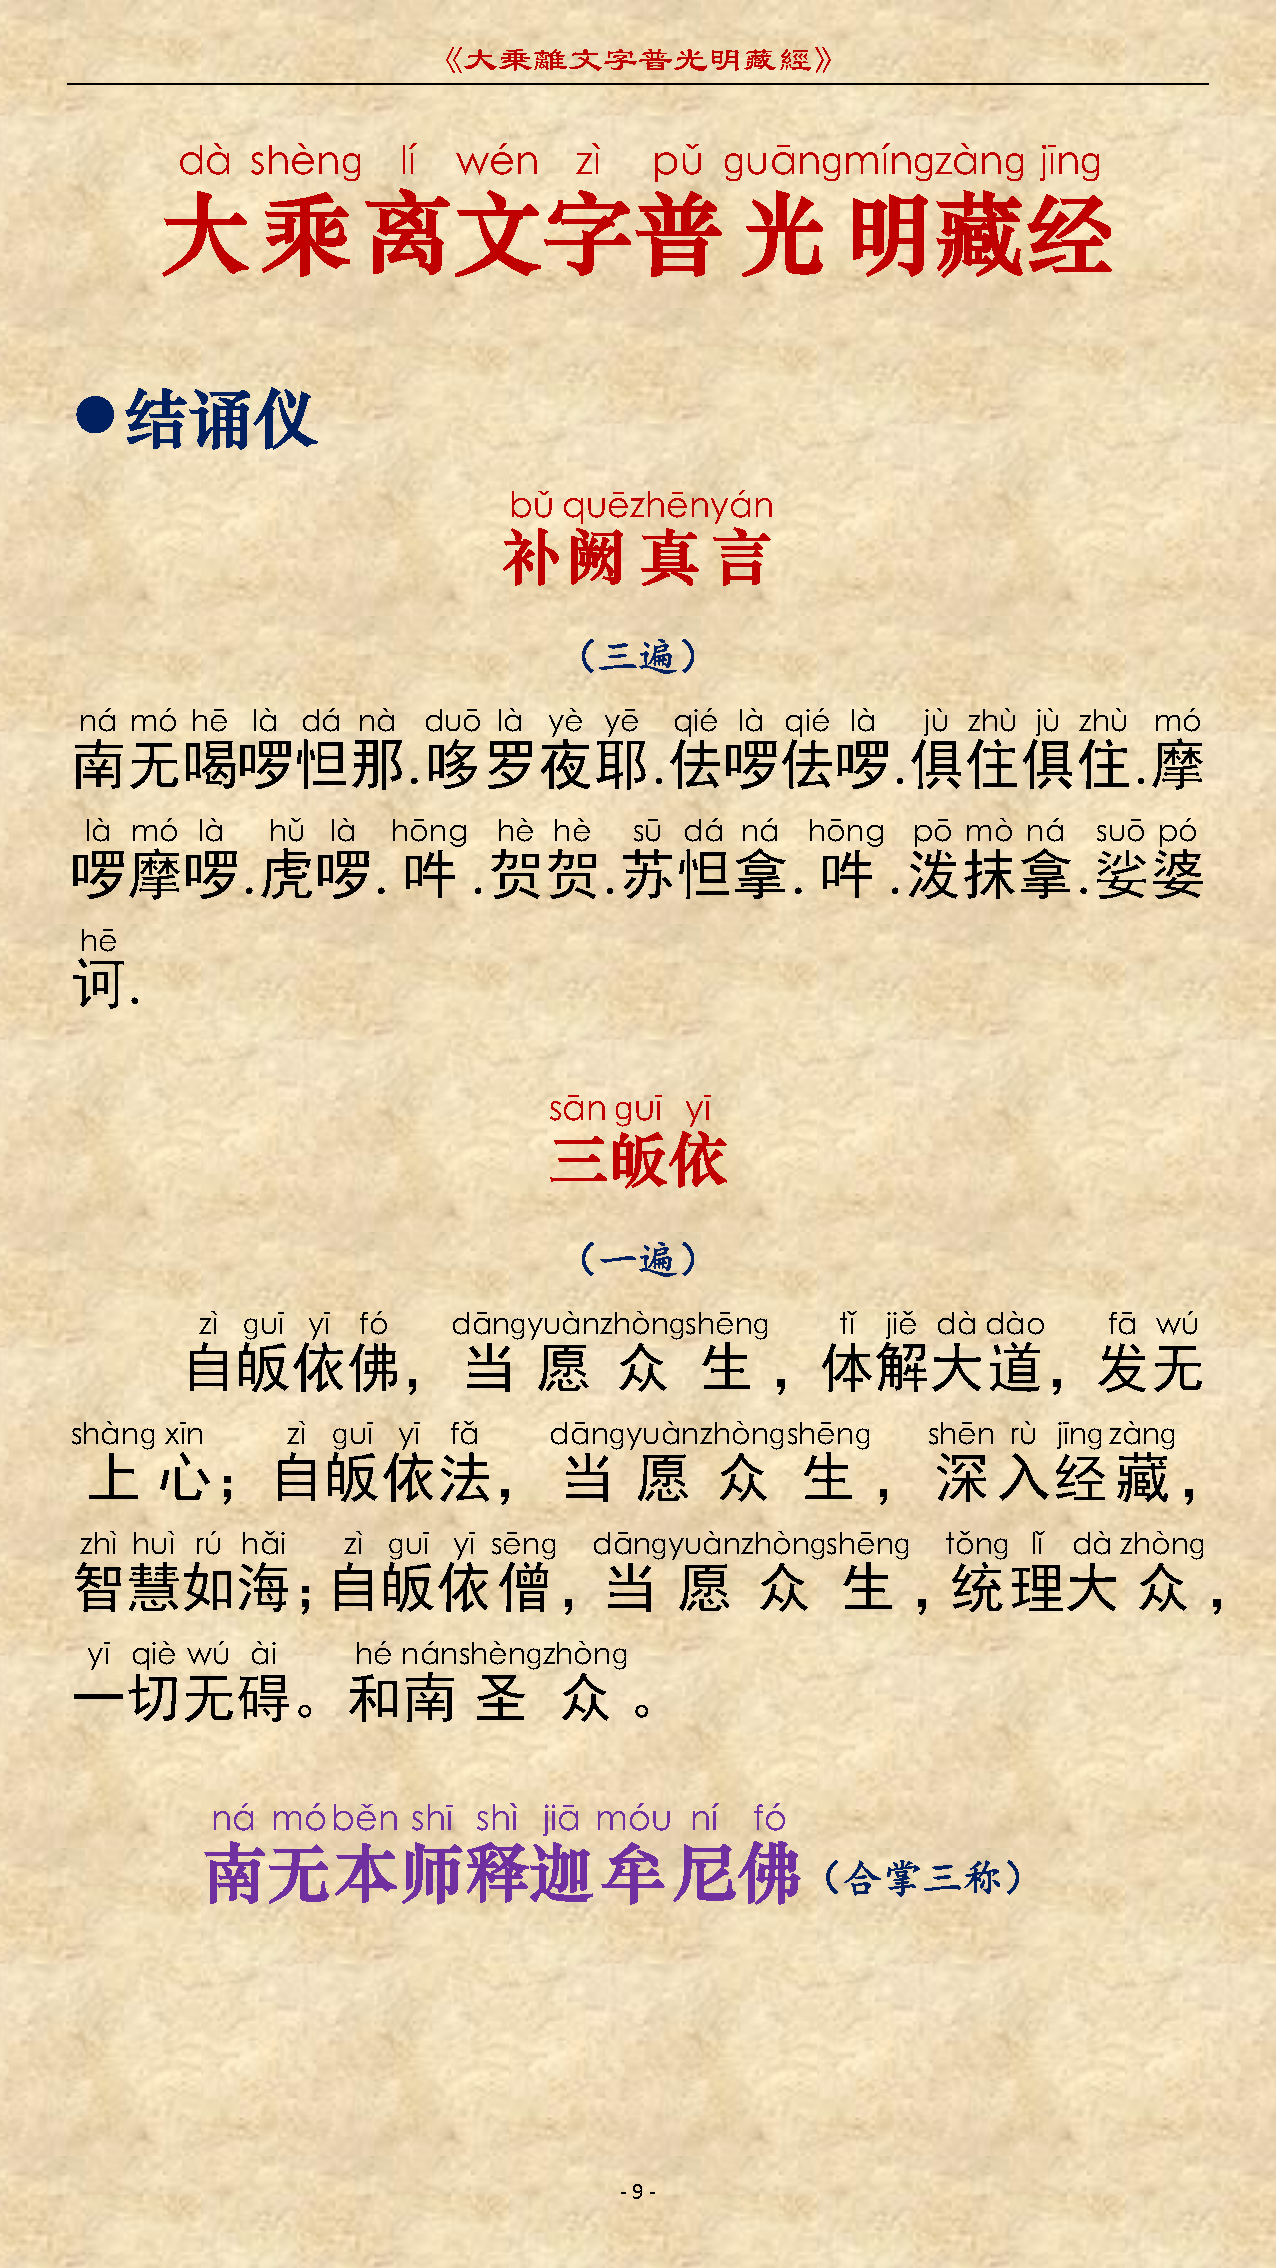 《大乘離文字普光明藏經》
dà shèng lí wén zì pǔ guāngmíngzàng jīng
大乘离文字普光明藏经
●结诵仪
bǔ quēzhēnyán
补阙真言
（三遍）
ná mó hē là dá nà duō là yè yē qié là qié là jù zhù jù zhù mó
南无喝啰怛那.哆罗夜耶.佉啰佉啰.俱住俱住.摩
là mó là hǔ là hōng hè hè sū dá ná hōng pō mò ná suō pó
啰摩啰.虎啰.吽.贺贺.苏怛拿.吽.泼抹拿.娑婆
hē
诃.
sān guī yī
三皈依
（一遍）
zì guī yī fó dāngyuànzhòngshēng tǐ jiě dà dào fā wú
自皈依佛，当愿众生，体解大道，发无
shàng xīn zì guī yī fǎ dāngyuànzhòngshēng shēn rù jīng zàng
上心；自皈依法，当愿众生，深入经藏，
zhì huì rú hǎi zì guī yī sēng dāngyuànzhòngshēng tǒng lǐ dà zhòng
智慧如海；自皈依僧，当愿众生，统理大众，
yī qiè wú ài hé nánshèngzhòng
一切无碍。和南圣众。
ná mó běn shī shì jiā móu ní fó
南无本师释迦牟尼佛（合掌三称）
- 9 -